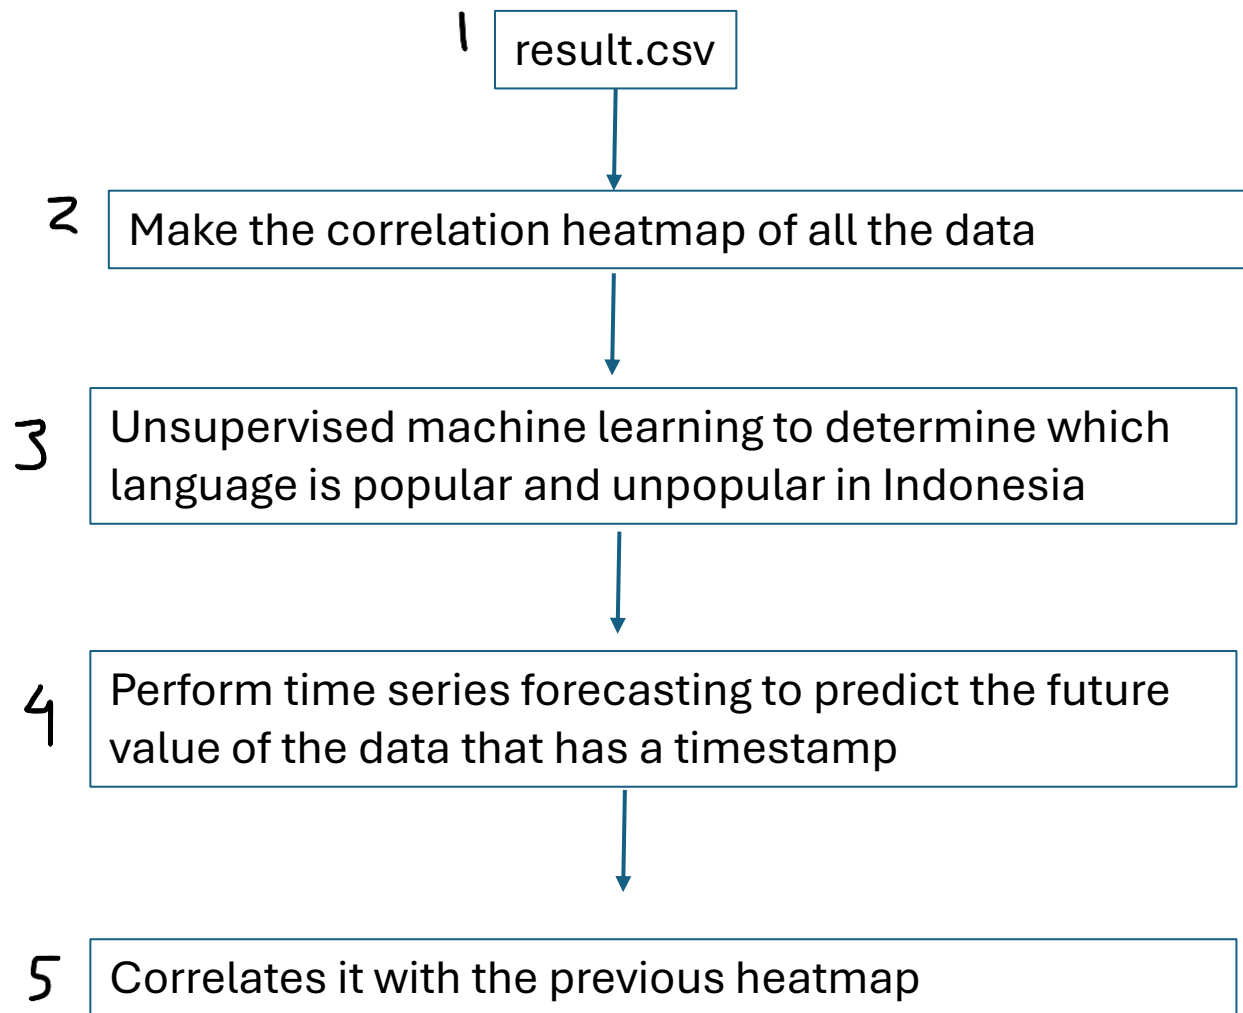 1 result.csv
2 Make the correlation heatmap of all the data
3 Unsupervised machine learning to determine which
language is popular and unpopular in Indonesia
4 Perform time series forecasting to predict the future
value of the data that has a timestamp
5 Correlates it with the previous heatmap